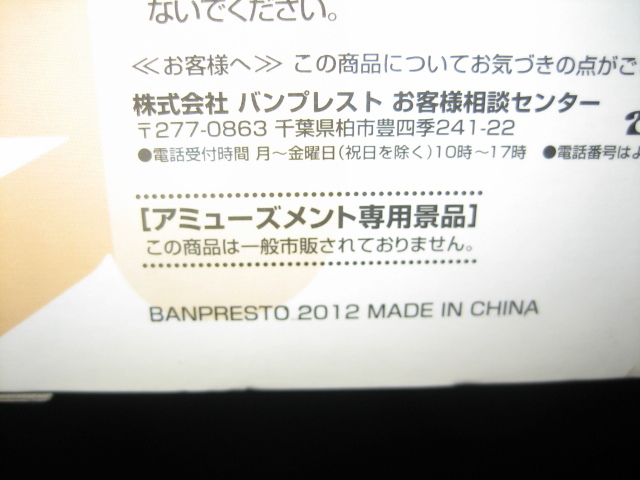 ないでください。
≪お客様へ≫ この商品についてお気づきの点がご
株式会社 バンプレスト お客様相談センター
〒277-0863 千葉県柏市豊四季241-22
●電話受付時間 月〜金曜日(祝日を除く)10時〜17時 ●電話番号はよ
[アミューズメント専用景品]
この商品は一般市販されておりません。
BANPRESTO 2012 MADE IN CHINA